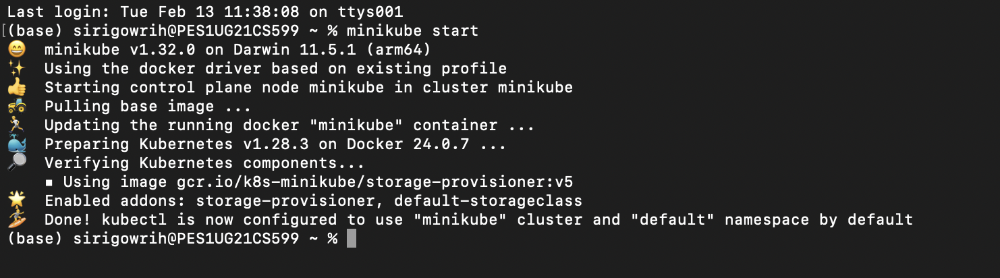 Last login: Tue Feb 13 11:38:08 on ttys001
[(base) sirigowrih@PES1UG21CS599 ~ % minikube start
😄  minikube v1.32.0 on Darwin 11.5.1 (arm64)
✨  Using the docker driver based on existing profile
👍  Starting control plane node minikube in cluster minikube
🚜  Pulling base image ...
🏃  Updating the running docker "minikube" container ...
🐳  Preparing Kubernetes v1.28.3 on Docker 24.0.7 ...
🔎  Verifying Kubernetes components...
    ▪ Using image gcr.io/k8s-minikube/storage-provisioner:v5
🌟  Enabled addons: storage-provisioner, default-storageclass
🏄  Done! kubectl is now configured to use "minikube" cluster and "default" namespace by default
(base) sirigowrih@PES1UG21CS599 ~ %